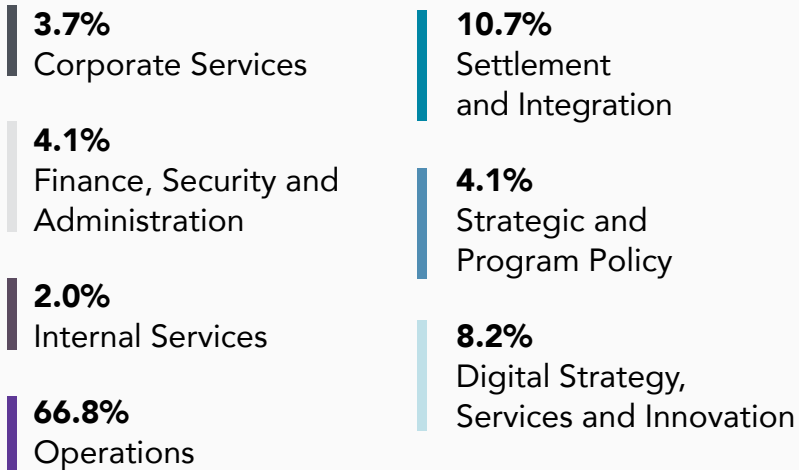 3.7%
Corporate Services
4.1%
Finance, Security and
Administration
2.0%
Internal Services
66.8%
Operations
10.7%
Settlement
and Integration
4.1%
Strategic and
Program Policy
8.2%
Digital Strategy,
Services and Innovation